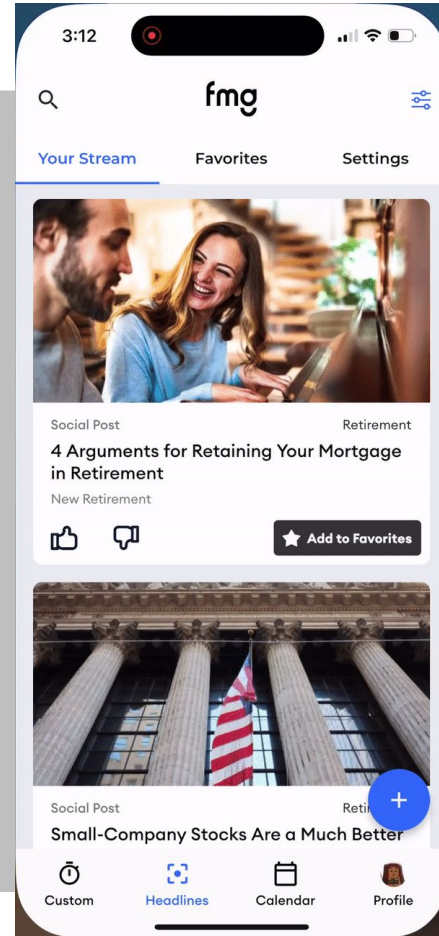 3:12
fmg
Your Stream Favorites Settings
Social Post Retirement
4 Arguments for Retaining Your Mortgage
in Retirement
New Retirement
Add to Favorites
Social Post
Small-Company Stocks Are a Much Better
Custom Headlines Calendar Profile